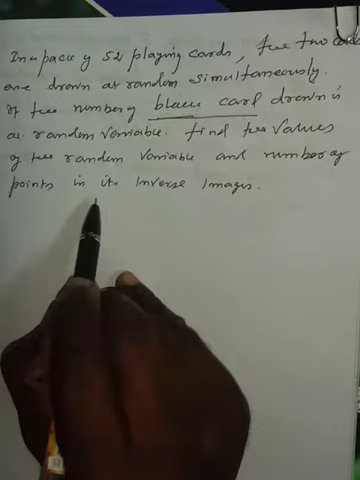 In a pack of 52 playing cards, the two cards
are drawn at random simultaneously.
If the number of black card drawn is
a random variable. find the values
of the random variable and number of
points in its Inverse Images.